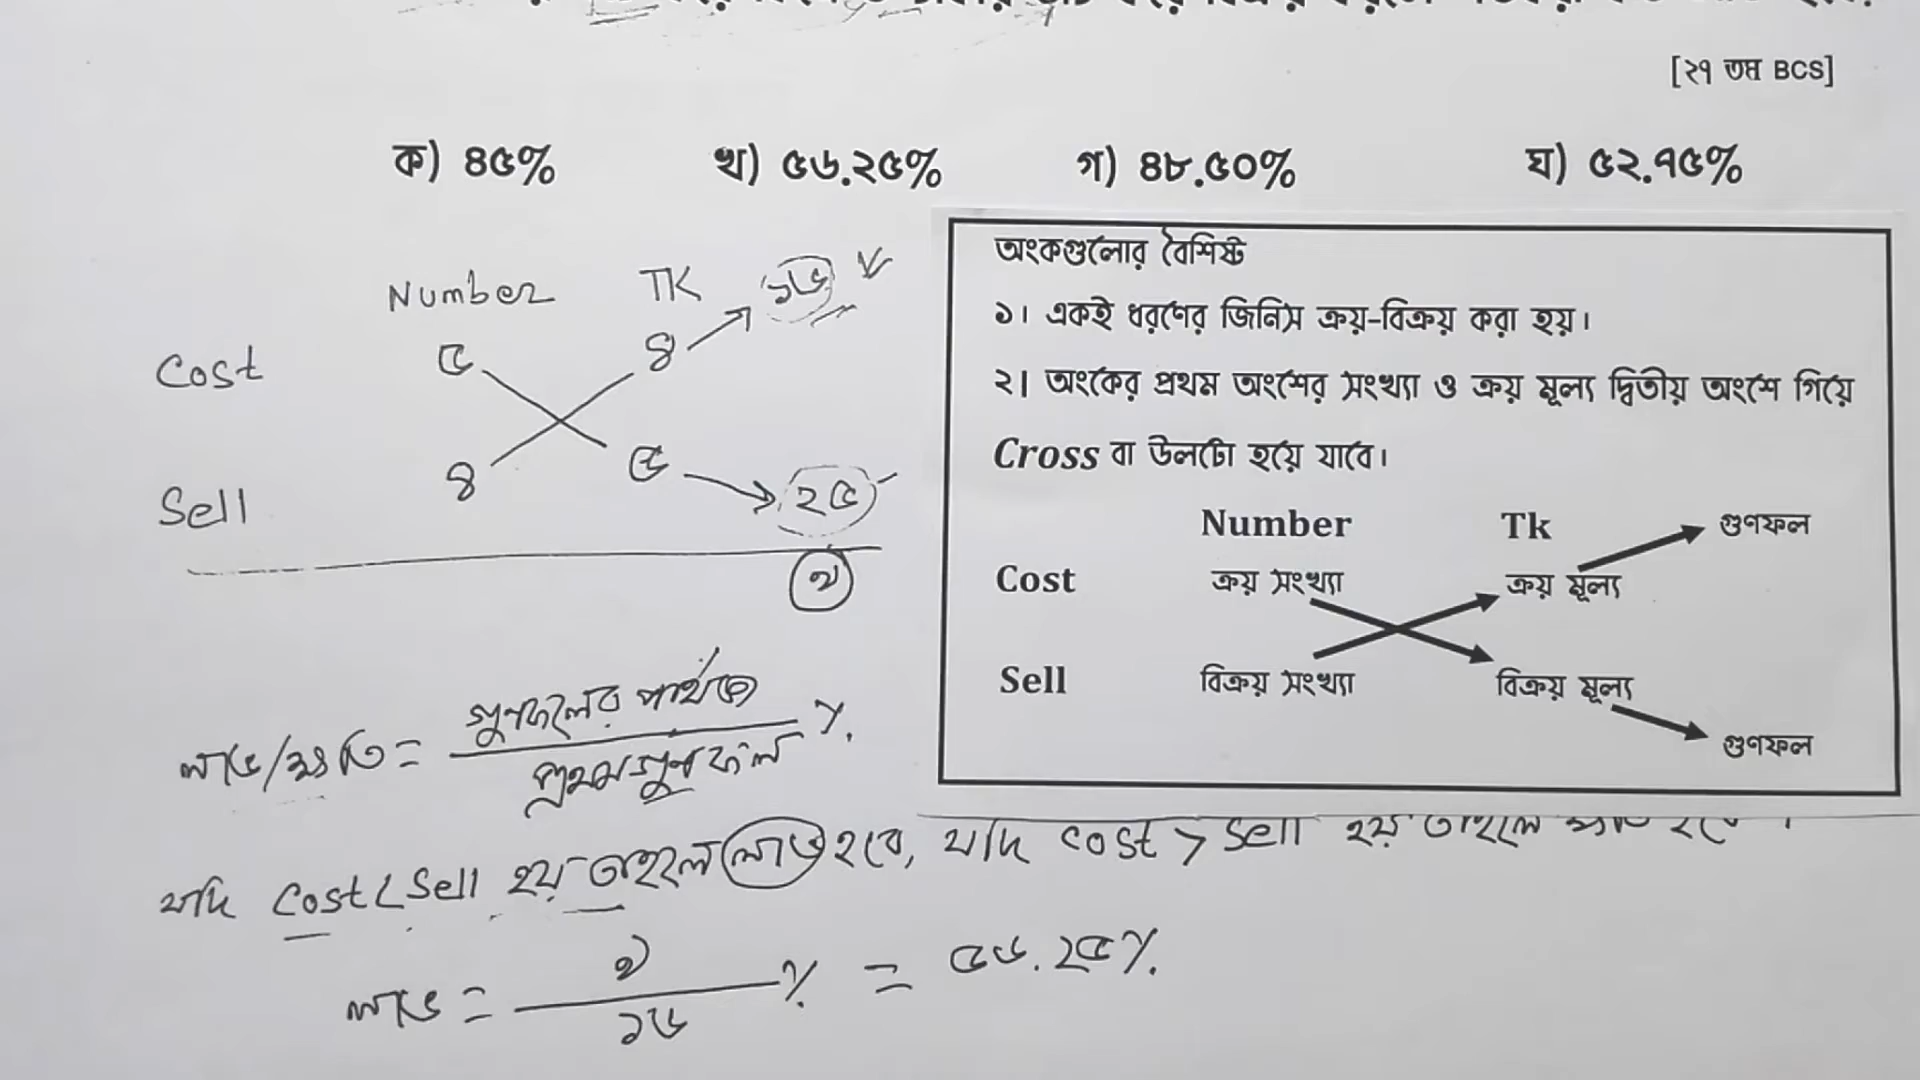 [২৭ তম BCS]
ক) ৪৫% খ) ৫৬.২৫% গ) ৪৮.৫০% ঘ) ৫২.৭৫%
Number TK ১৬
Cost ৫ ৪
Sell ৪ ৫ ২৫
৯
লাভ/ক্ষতি = গুণফলের পার্থক্য / প্রথম গুণফল %
যদি Cost < Sell হয় তাহলে লাভ হবে, যদি Cost > Sell হয় তাহলে
লাভ = ৯ / ১৬ % = ৫৬.২৫%
অংকগুলোর বৈশিষ্ট
১। একই ধরণের জিনিস ক্রয়-বিক্রয় করা হয়।
২। অংকের প্রথম অংশের সংখ্যা ও ক্রয় মূল্য দ্বিতীয় অংশে গিয়ে
Cross বা উলটো হয়ে যাবে।
Number Tk গুণফল
Cost ক্রয় সংখ্যা ক্রয় মূল্য
Sell বিক্রয় সংখ্যা বিক্রয় মূল্য
গুণফল